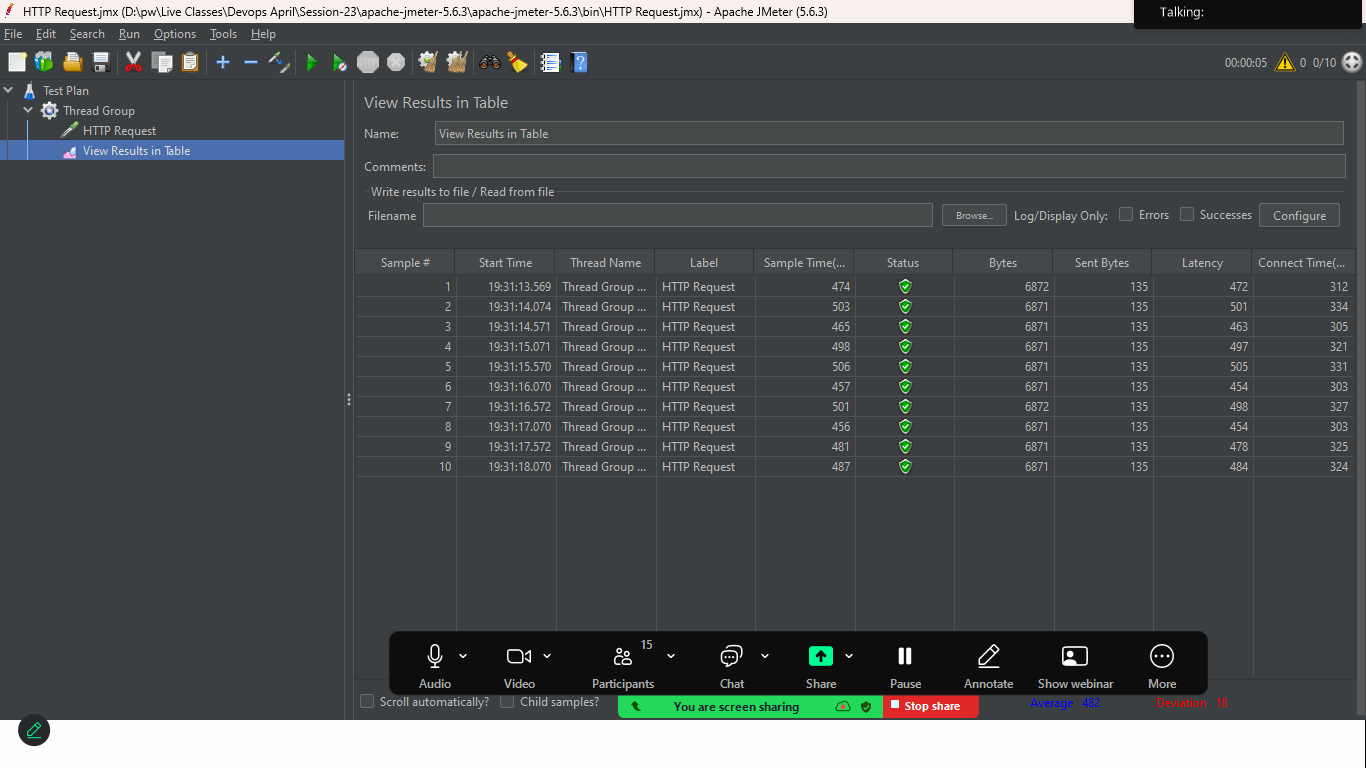 HTTP Request.jmx (D:\pw\Live Classes\Devops April\Session-23\apache-jmeter-5.6.3\apache-jmeter-5.6.3\bin\HTTP Request.jmx) - Apache JMeter (5.6.3)
Talking:
File Edit Search Run Options Tools Help
STOP
00:00:05 0 0/10
Test Plan
Thread Group
HTTP Request
View Results in Table
View Results in Table
Name: View Results in Table
Comments:
Write results to file / Read from file
Filename Browse... Log/Display Only: Errors Successes Configure
Sample # Start Time Thread Name Label Sample Time(... Status Bytes Sent Bytes Latency Connect Time(...
1 19:31:13.569 Thread Group ... HTTP Request 474 6872 135 472 312
2 19:31:14.074 Thread Group ... HTTP Request 503 6871 135 501 334
3 19:31:14.571 Thread Group ... HTTP Request 465 6871 135 463 305
4 19:31:15.071 Thread Group ... HTTP Request 498 6871 135 497 321
5 19:31:15.570 Thread Group ... HTTP Request 506 6871 135 505 331
6 19:31:16.070 Thread Group ... HTTP Request 457 6871 135 454 303
7 19:31:16.572 Thread Group ... HTTP Request 501 6872 135 498 327
8 19:31:17.070 Thread Group ... HTTP Request 456 6871 135 454 303
9 19:31:17.572 Thread Group ... HTTP Request 481 6871 135 478 325
10 19:31:18.070 Thread Group ... HTTP Request 487 6871 135 484 324
15
Audio Video Participants Chat Share Pause Annotate Show webinar More
Scroll automatically? Child samples? You are screen sharing Stop share Average 482 Deviation 18